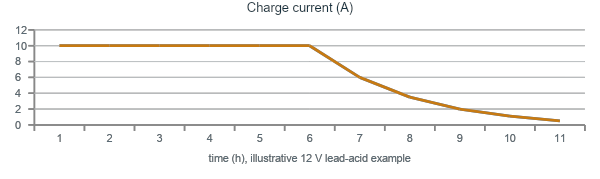 Charge current (A)
12
10
8
6
4
2
0
1 2 3 4 5 6 7 8 9 10 11
time (h), illustrative 12 V lead-acid example